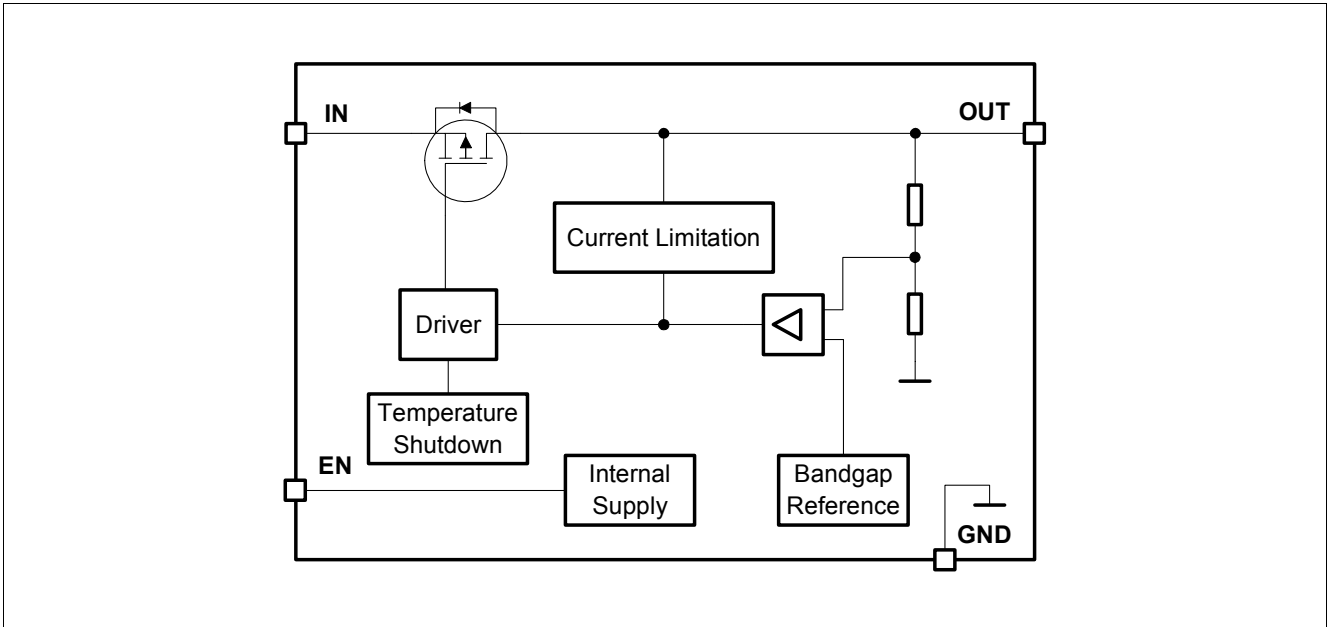 IN
OUT
Current Limitation
Driver
Temperature
Shutdown
EN
Internal
Supply
Bandgap
Reference
GND